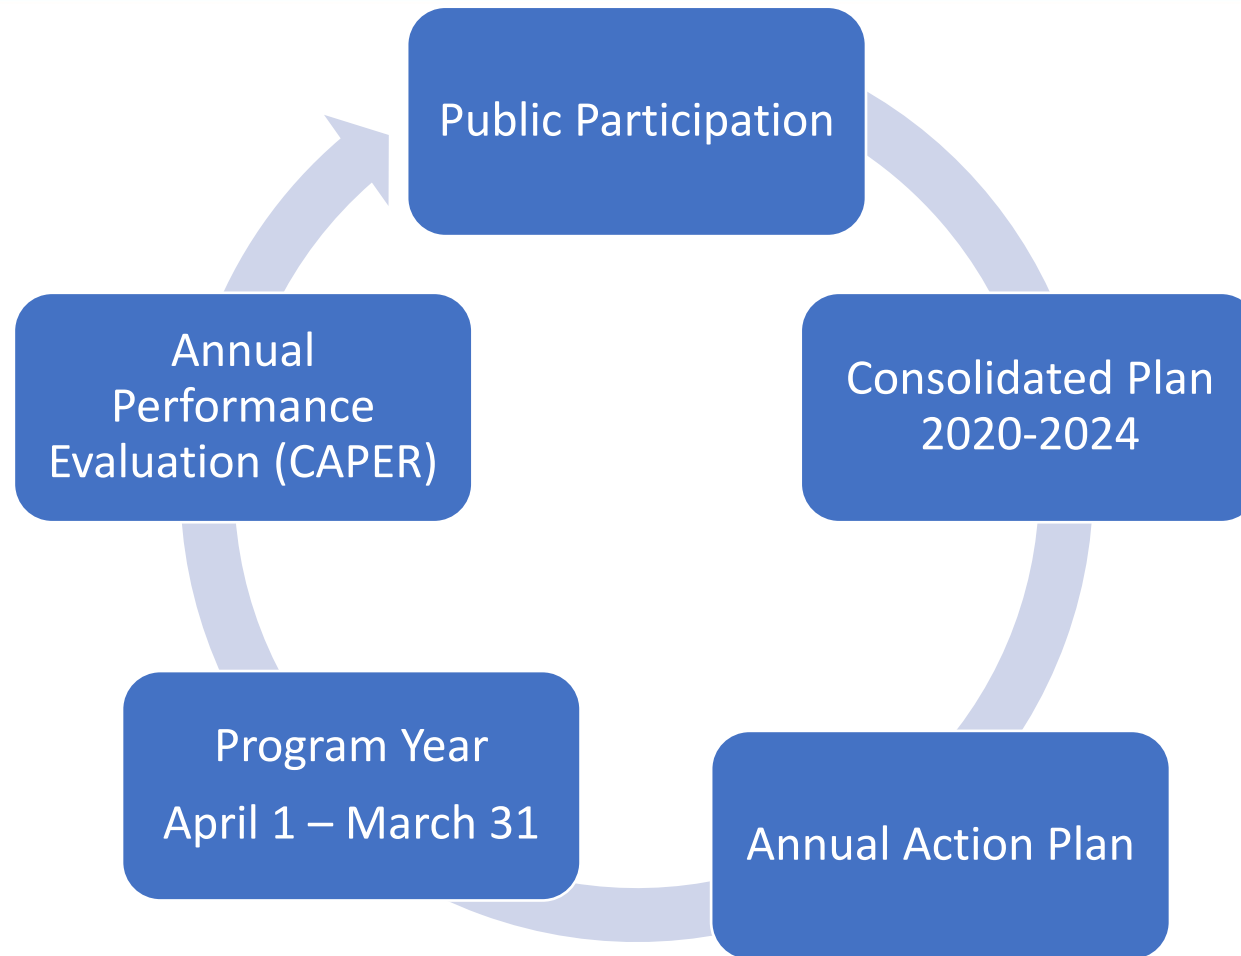 Public Participation
Consolidated Plan
2020-2024
Annual Action Plan
Program Year
April 1 – March 31
Annual
Performance
Evaluation (CAPER)